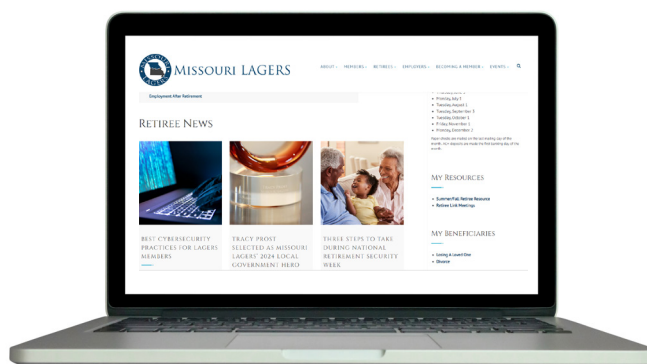 MISSOURI LAGERS
ABOUT
MEMBERS
RETIREES
EMPLOYERS
BECOMING A MEMBER
EVENTS
Employment After Retirement
RETIREE NEWS
BEST CYBERSECURITY
PRACTICES FOR LAGERS
MEMBERS
TRACY PROST
SELECTED AS MISSOURI
LAGERS' 2024 LOCAL
GOVERNMENT HERO
THREE STEPS TO TAKE
DURING NATIONAL
RETIREMENT SECURITY
WEEK
• Monday, July 1
• Tuesday, August 1
• Tuesday, September 3
• Tuesday, October 1
• Friday, November 1
• Monday, December 2
month.
MY RESOURCES
• Summer/Fall Retiree Resource
• Retiree Link Meetings
MY BENEFICIARIES
• Losing A Loved One
• Divorce